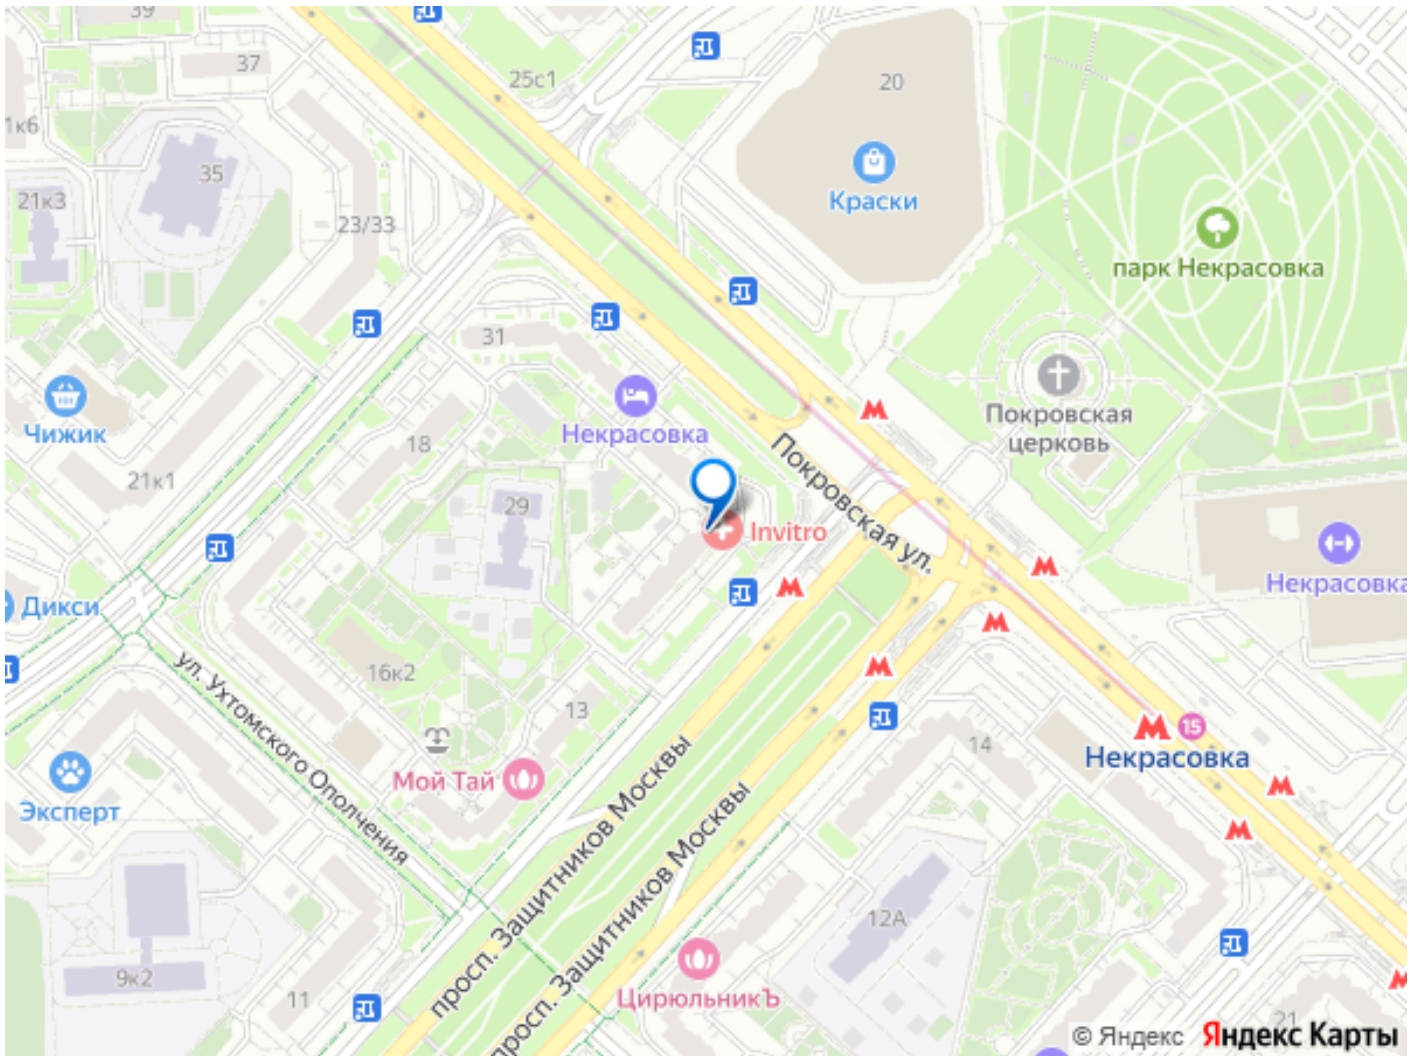 39
37
25с1
20
1к6
35
21к3
23/33
Краски
парк Некрасовка
31
Чижик
Некрасовка
18
21к1
29
Покровская
церковь
Invitro
Покровская ул.
Некрасовка
Дикси
16к2
13
ул. Ухтомского Ополчения
Мой Тай
Эксперт
просп. Защитников Москвы
просп. Защитников Москвы
14
15
Некрасовка
12А
9к2
11
ЦирюльникЪ
21
© Яндекс Яндекс Карты